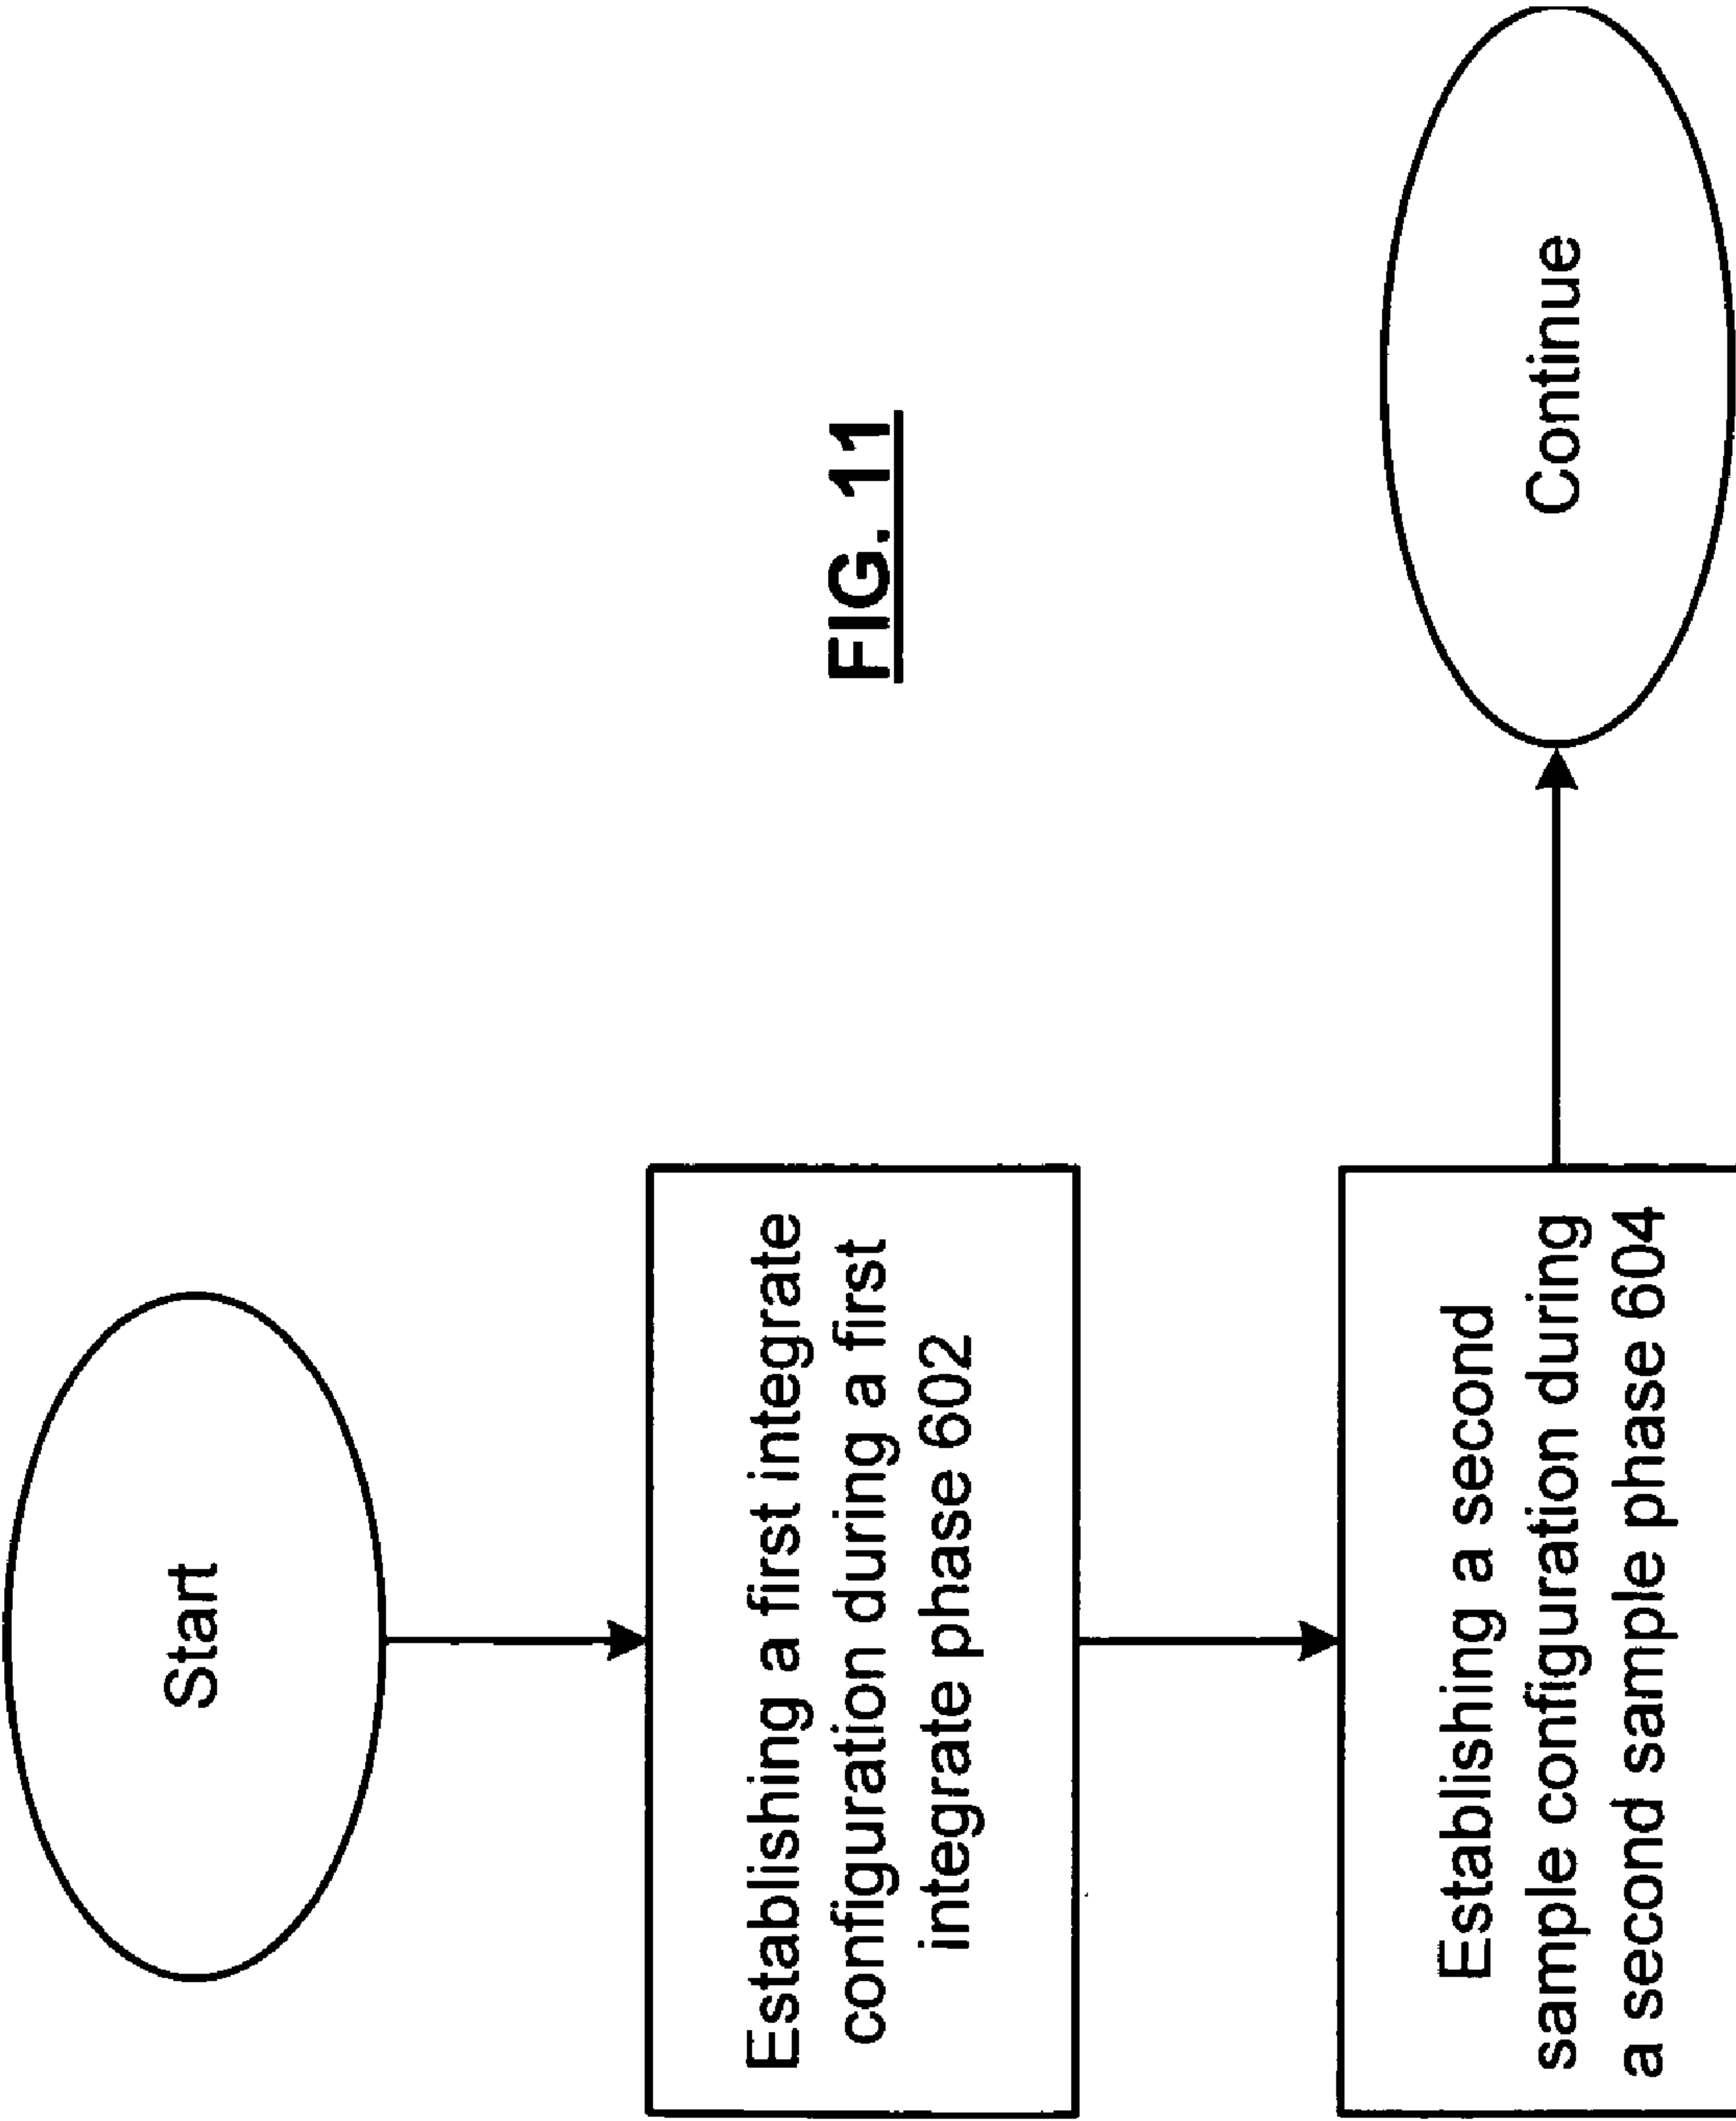 Start
Establishing a first integrate
configuration during a first
integrate phase 602
Establishing a second
sample configuration during
a second sample phase 604
Continue
FIG. 11